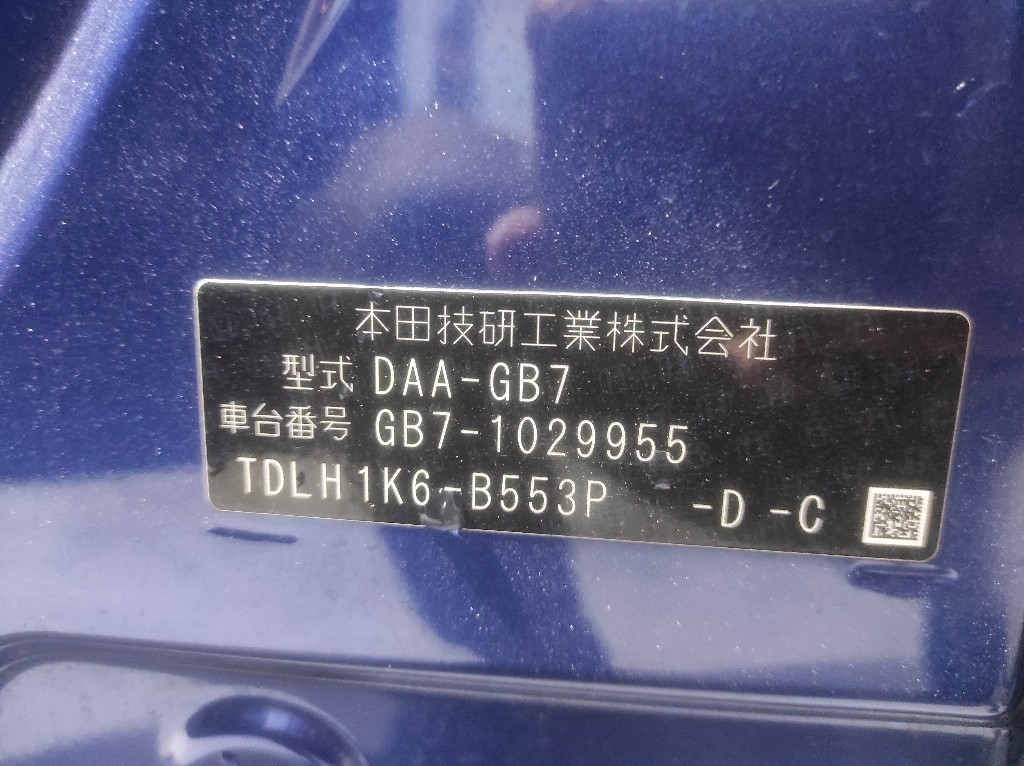 本田技研工業株式会社
型式 DAA-GB7
車台番号 GB7-1029955
TDLH1K6-B553P -D -C